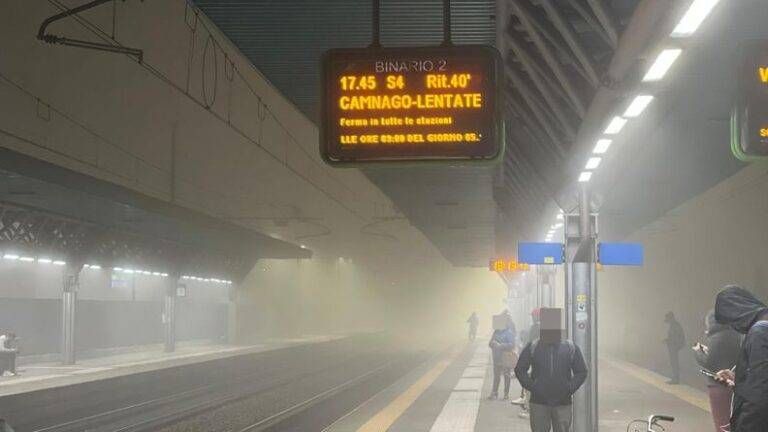 BINARIO 2
17.45 S4 Rit.40'
CAMNAGO-LENTATE
Ferma in tutte le stazioni
LLE ORE 03:00 DEL GIORNO 05.